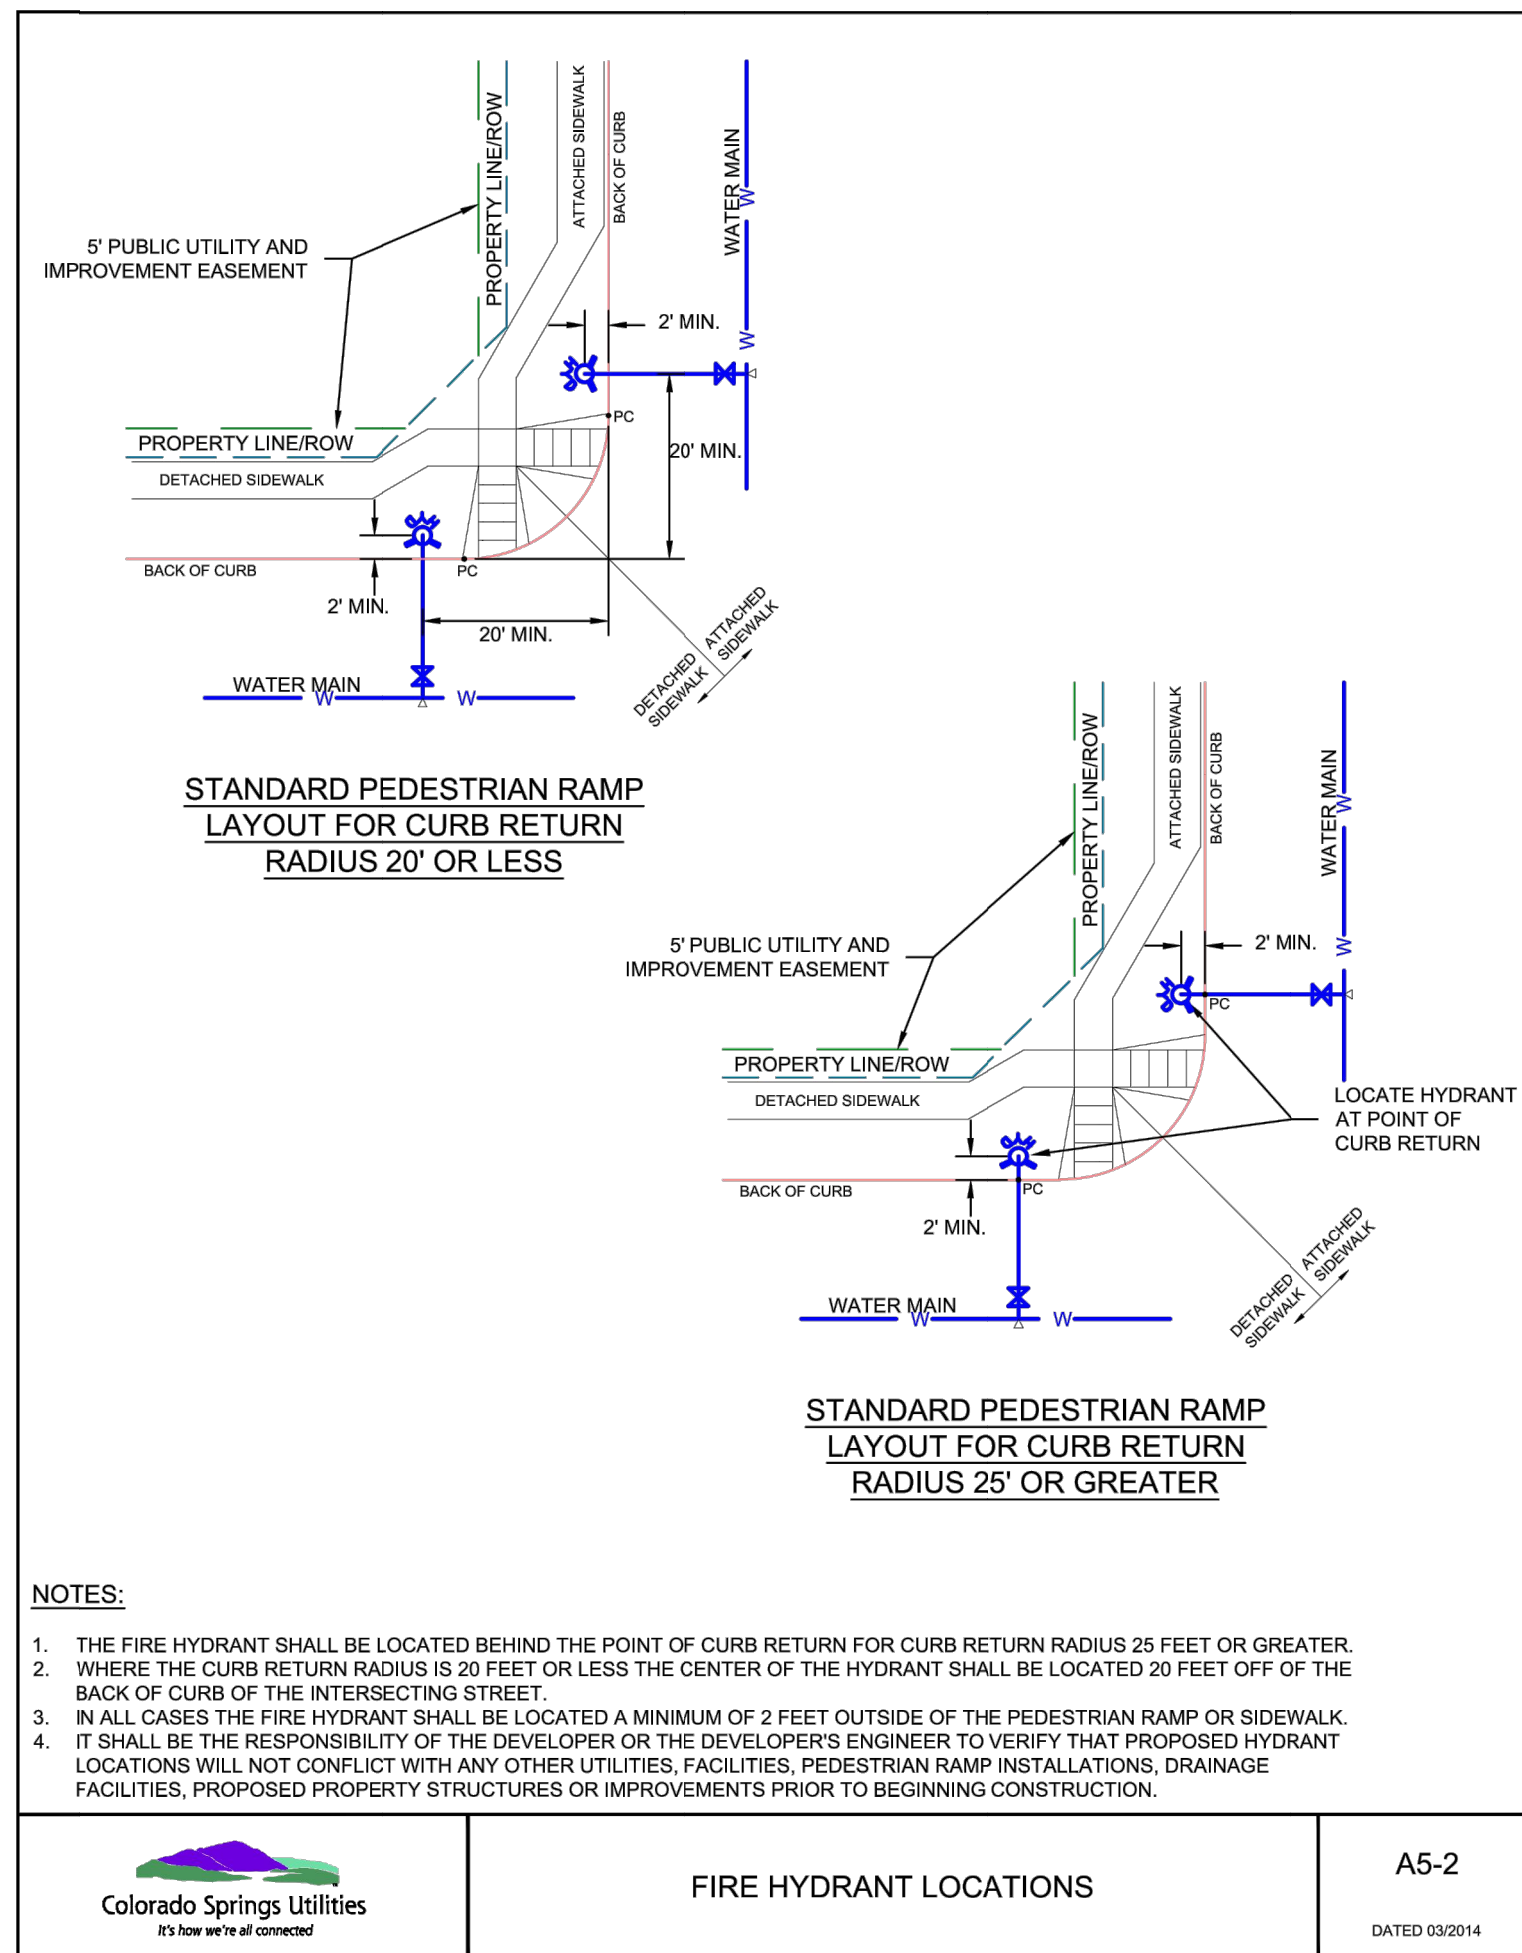 PROPERTY LINE/ROW
ATTACHED SIDEWALK
BACK OF CURB
WATER MAIN
W
W
5' PUBLIC UTILITY AND
IMPROVEMENT EASEMENT
2' MIN.
PC
20' MIN.
PROPERTY LINE/ROW
DETACHED SIDEWALK
BACK OF CURB
PC
2' MIN.
20' MIN.
ATTACHED
SIDEWALK
DETACHED
SIDEWALK
WATER MAIN
W
W
STANDARD PEDESTRIAN RAMP
LAYOUT FOR CURB RETURN
RADIUS 20' OR LESS
PROPERTY LINE/ROW
ATTACHED SIDEWALK
BACK OF CURB
WATER MAIN
W
W
5' PUBLIC UTILITY AND
IMPROVEMENT EASEMENT
2' MIN.
PC
PROPERTY LINE/ROW
DETACHED SIDEWALK
LOCATE HYDRANT
AT POINT OF
CURB RETURN
BACK OF CURB
PC
2' MIN.
ATTACHED
SIDEWALK
DETACHED
SIDEWALK
WATER MAIN
W
W
STANDARD PEDESTRIAN RAMP
LAYOUT FOR CURB RETURN
RADIUS 25' OR GREATER
NOTES:
1. THE FIRE HYDRANT SHALL BE LOCATED BEHIND THE POINT OF CURB RETURN FOR CURB RETURN RADIUS 25 FEET OR GREATER.
2. WHERE THE CURB RETURN RADIUS IS 20 FEET OR LESS THE CENTER OF THE HYDRANT SHALL BE LOCATED 20 FEET OFF OF THE
BACK OF CURB OF THE INTERSECTING STREET.
3. IN ALL CASES THE FIRE HYDRANT SHALL BE LOCATED A MINIMUM OF 2 FEET OUTSIDE OF THE PEDESTRIAN RAMP OR SIDEWALK.
4. IT SHALL BE THE RESPONSIBILITY OF THE DEVELOPER OR THE DEVELOPER'S ENGINEER TO VERIFY THAT PROPOSED HYDRANT
LOCATIONS WILL NOT CONFLICT WITH ANY OTHER UTILITIES, FACILITIES, PEDESTRIAN RAMP INSTALLATIONS, DRAINAGE
FACILITIES, PROPOSED PROPERTY STRUCTURES OR IMPROVEMENTS PRIOR TO BEGINNING CONSTRUCTION.
Colorado Springs Utilities
It's how we're all connected
FIRE HYDRANT LOCATIONS
A5-2
DATED 03/2014